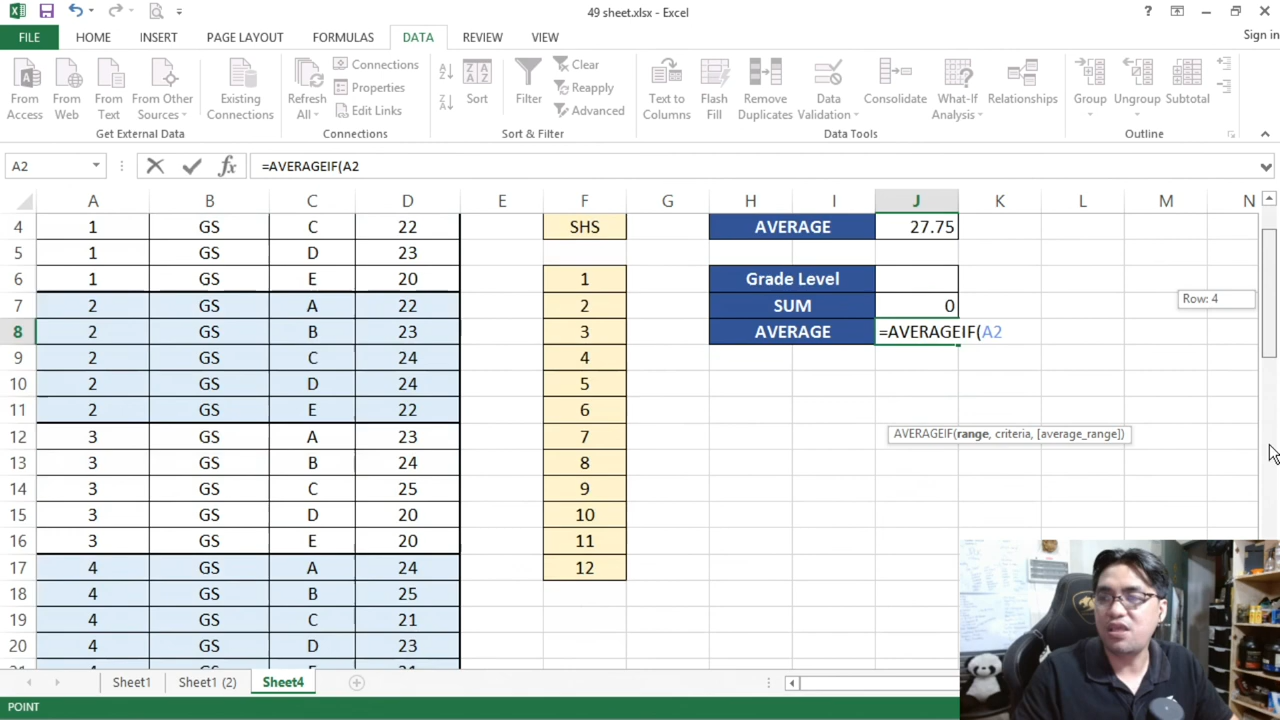 49 sheet.xlsx - Excel
?
Sign in
FILE HOME INSERT PAGE LAYOUT FORMULAS DATA REVIEW VIEW
From Access
From Web
From Text
From Other Sources
Existing Connections
Get External Data
Refresh All
Connections
Properties
Edit Links
Connections
Sort
Filter
Clear
Reapply
Advanced
Sort & Filter
Text to Columns
Flash Fill
Remove Duplicates
Data Validation
Consolidate
What-If Analysis
Relationships
Data Tools
Group
Ungroup
Subtotal
Outline
A2 fx =AVERAGEIF(A2
A B C D E F G H I J K L M N
4 1 GS C 22 SHS AVERAGE 27.75
5 1 GS D 23
6 1 GS E 20 1 Grade Level
7 2 GS A 22 2 SUM 0
Row: 4
8 2 GS B 23 3 AVERAGE =AVERAGEIF(A2
9 2 GS C 24 4
10 2 GS D 24 5
11 2 GS E 22 6
AVERAGEIF(range, criteria, [average_range])
12 3 GS A 23 7
13 3 GS B 24 8
14 3 GS C 25 9
15 3 GS D 20 10
16 3 GS E 20 11
17 4 GS A 24 12
18 4 GS B 25
19 4 GS C 21
20 4 GS D 23
21 4 GS E 21
Sheet1 Sheet1 (2) Sheet4
POINT